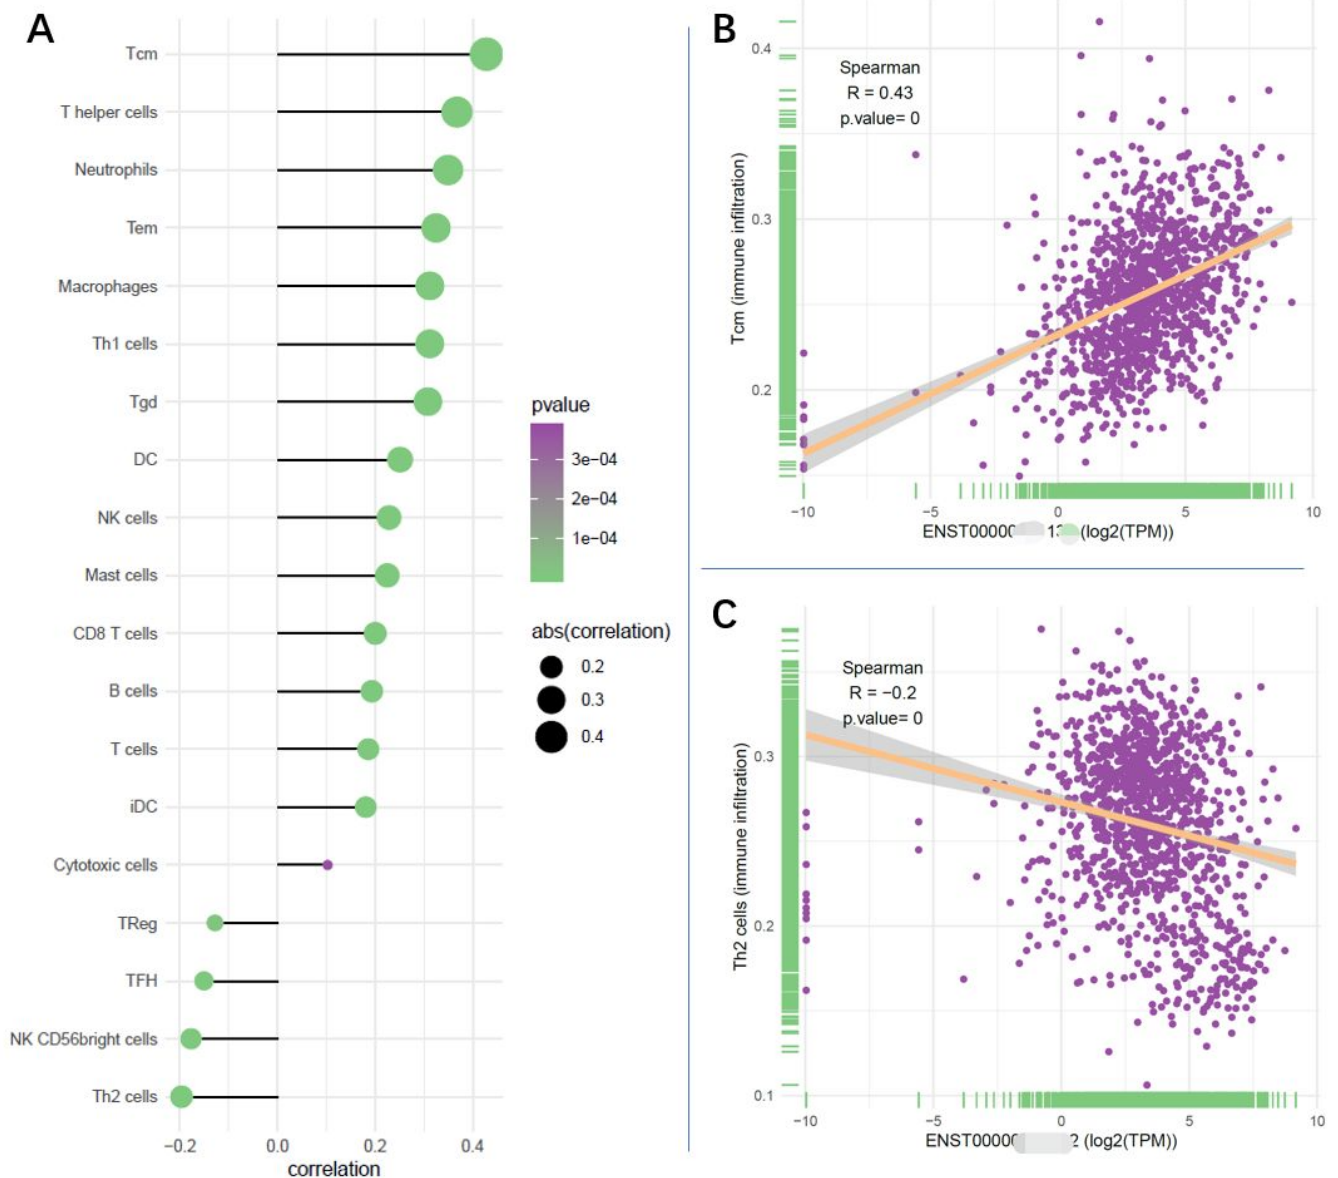 A
Tcm
T helper cells
Neutrophils
Tem
Macrophages
Th1 cells
Tgd
DC
NK cells
Mast cells
CD8 T cells
B cells
T cells
iDC
Cytotoxic cells
TReg
TFH
NK CD56bright cells
Th2 cells
−0.2 0.0 0.2 0.4
correlation
pvalue
3e−04
2e−04
1e−04
abs(correlation)
0.2
0.3
0.4
B
Spearman
R = 0.43
p.value= 0
Tcm (immune infiltration)
0.4
0.3
0.2
−10 −5 0 5 10
(log2(TPM))
C
Spearman
R = −0.2
p.value= 0
Th2 cells (immune infiltration)
0.3
0.2
0.1
−10 −5 0 5 10
(log2(TPM))